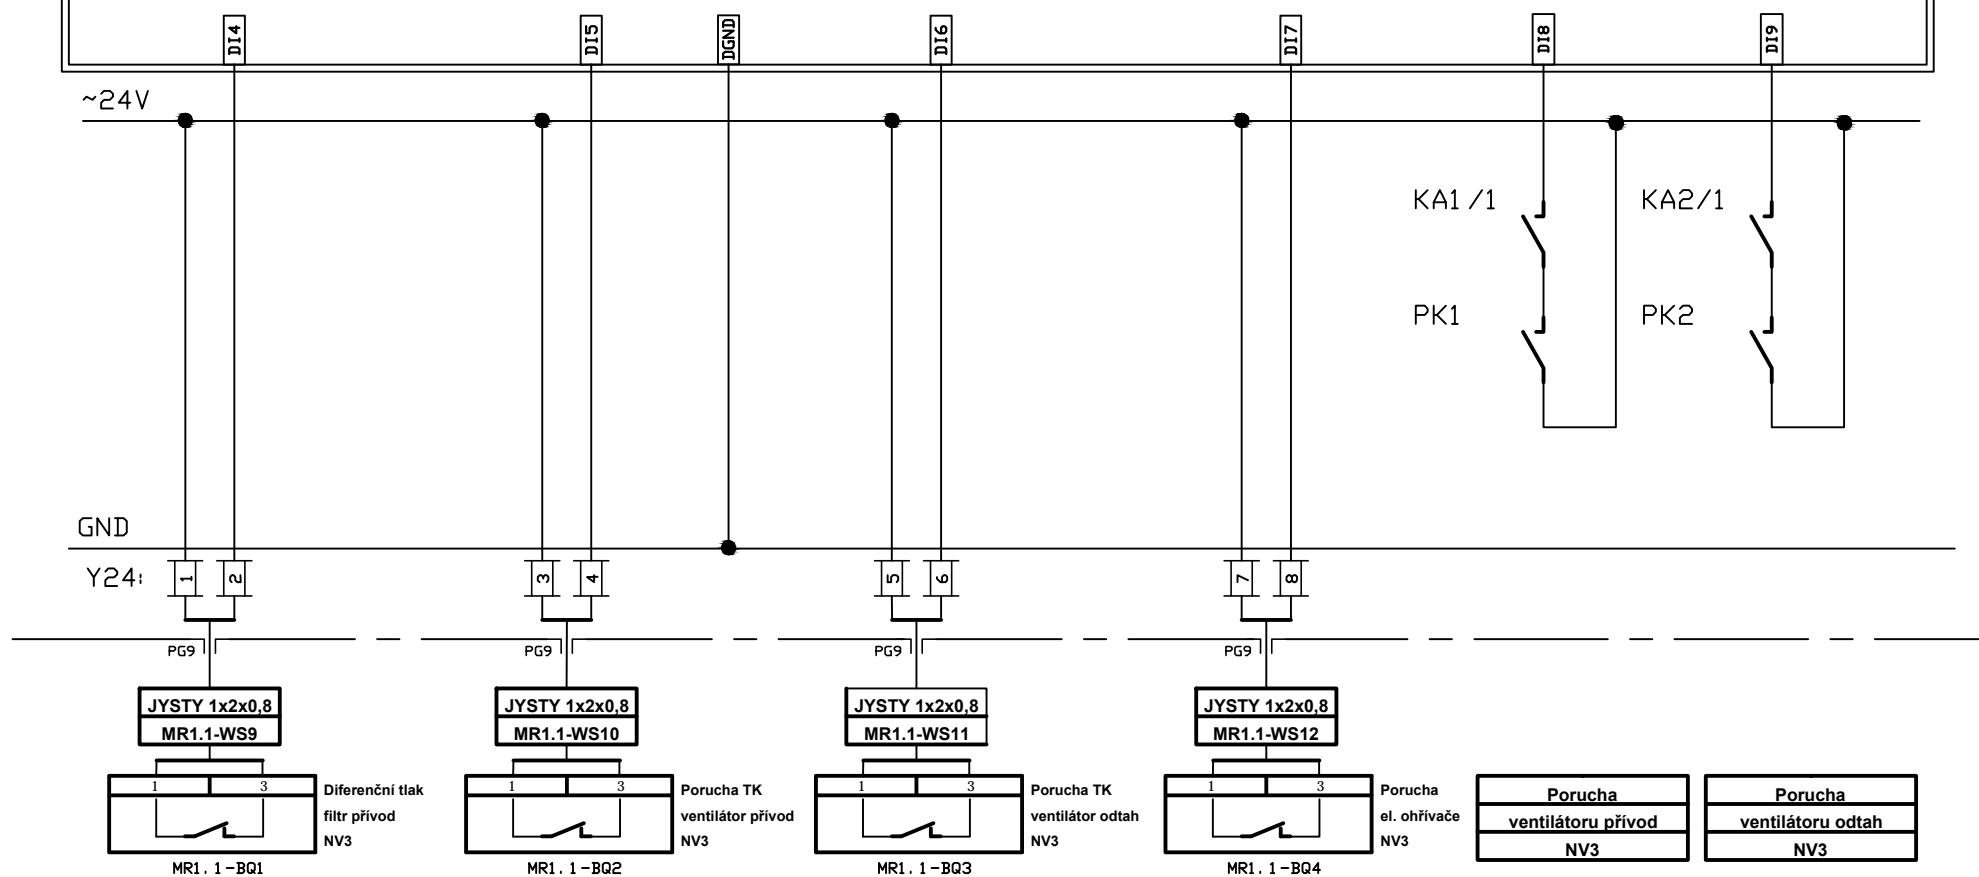 DI4
DI5
DGND
DI6
DI7
DI8
DI9
~24V
KA1/1
KA2/1
PK1
PK2
GND
Y24:
1
2
3
4
5
6
7
8
PG9
PG9
PG9
PG9
JYSTY 1x2x0,8
MR1.1-WS9
JYSTY 1x2x0,8
MR1.1-WS10
JYSTY 1x2x0,8
MR1.1-WS11
JYSTY 1x2x0,8
MR1.1-WS12
1 3
Diferenční tlak
filtr přívod
NV3
MR1.1-BQ1
1 3
Porucha TK
ventilátor přívod
NV3
MR1.1-BQ2
1 3
Porucha TK
ventilátor odtah
NV3
MR1.1-BQ3
1 3
Porucha
el. ohřívače
NV3
MR1.1-BQ4
Porucha
ventilátoru přívod
NV3
Porucha
ventilátoru odtah
NV3